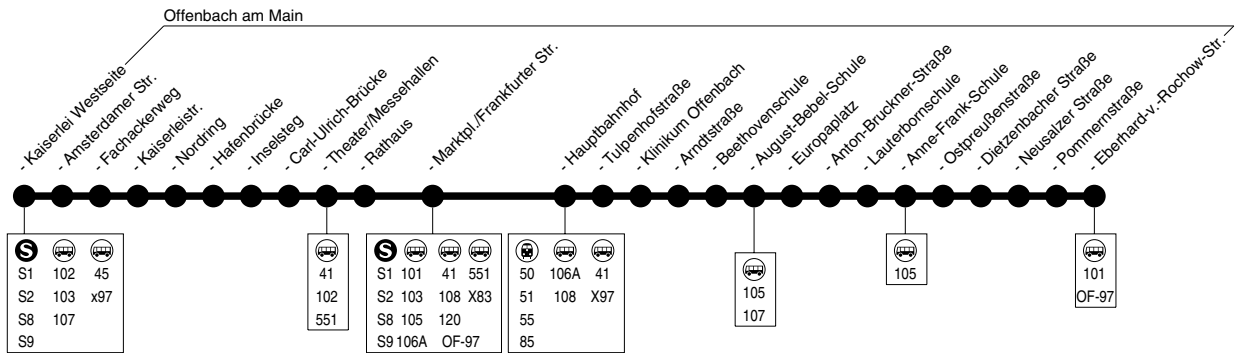 Offenbach am Main
- Kaiserlei Westseite
- Amsterdamer Str.
- Fachackerweg
- Kaiserleistr.
- Nordring
- Hafenbrücke
- Inselsteg
- Carl-Ulrich-Brücke
- Theater/Messehallen
- Rathaus
- Marktpl./Frankfurter Str.
- Hauptbahnhof
- Tulpenhofstraße
- Klinikum Offenbach
- Arndtstraße
- Beethovenschule
- August-Bebel-Schule
- Europaplatz
- Anton-Bruckner-Straße
- Lauterbornschule
- Anne-Frank-Schule
- Ostpreußenstraße
- Dietzenbacher Straße
- Neusalzer Straße
- Pommernstraße
- Eberhard-v.-Rochow-Str.
S
S1 102 45
S2 103 x97
S8 107
S9
41
102
551
S
S1 101 41 551
S2 103 108 X83
S8 105 120
S9 106A OF-97
50 106A 41
51 108 X97
55
85
105
107
105
101
OF-97